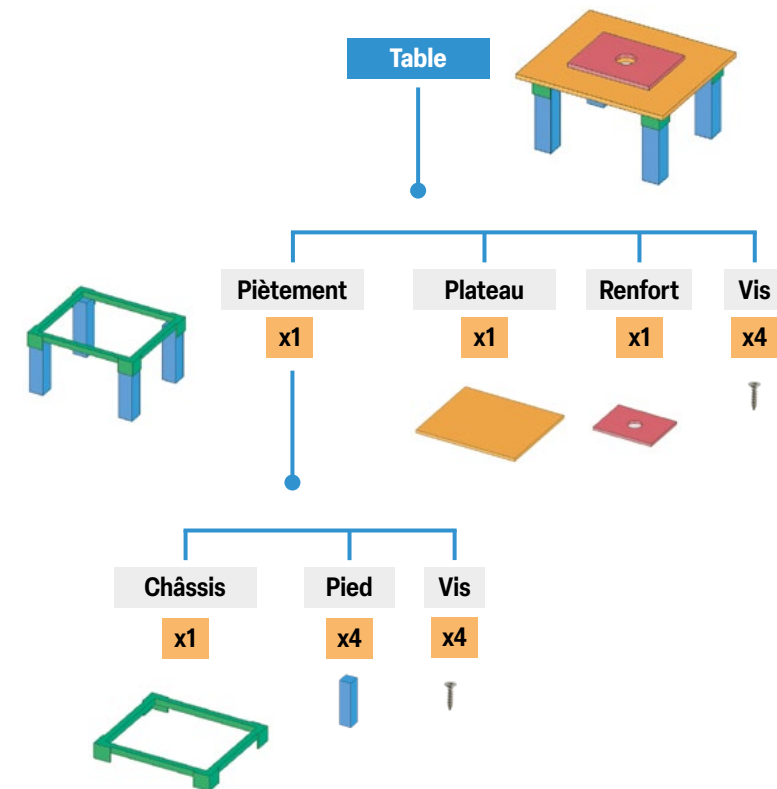 Table
Piètement Plateau Renfort Vis
x1 x1 x1 x4
Châssis Pied Vis
x1 x4 x4